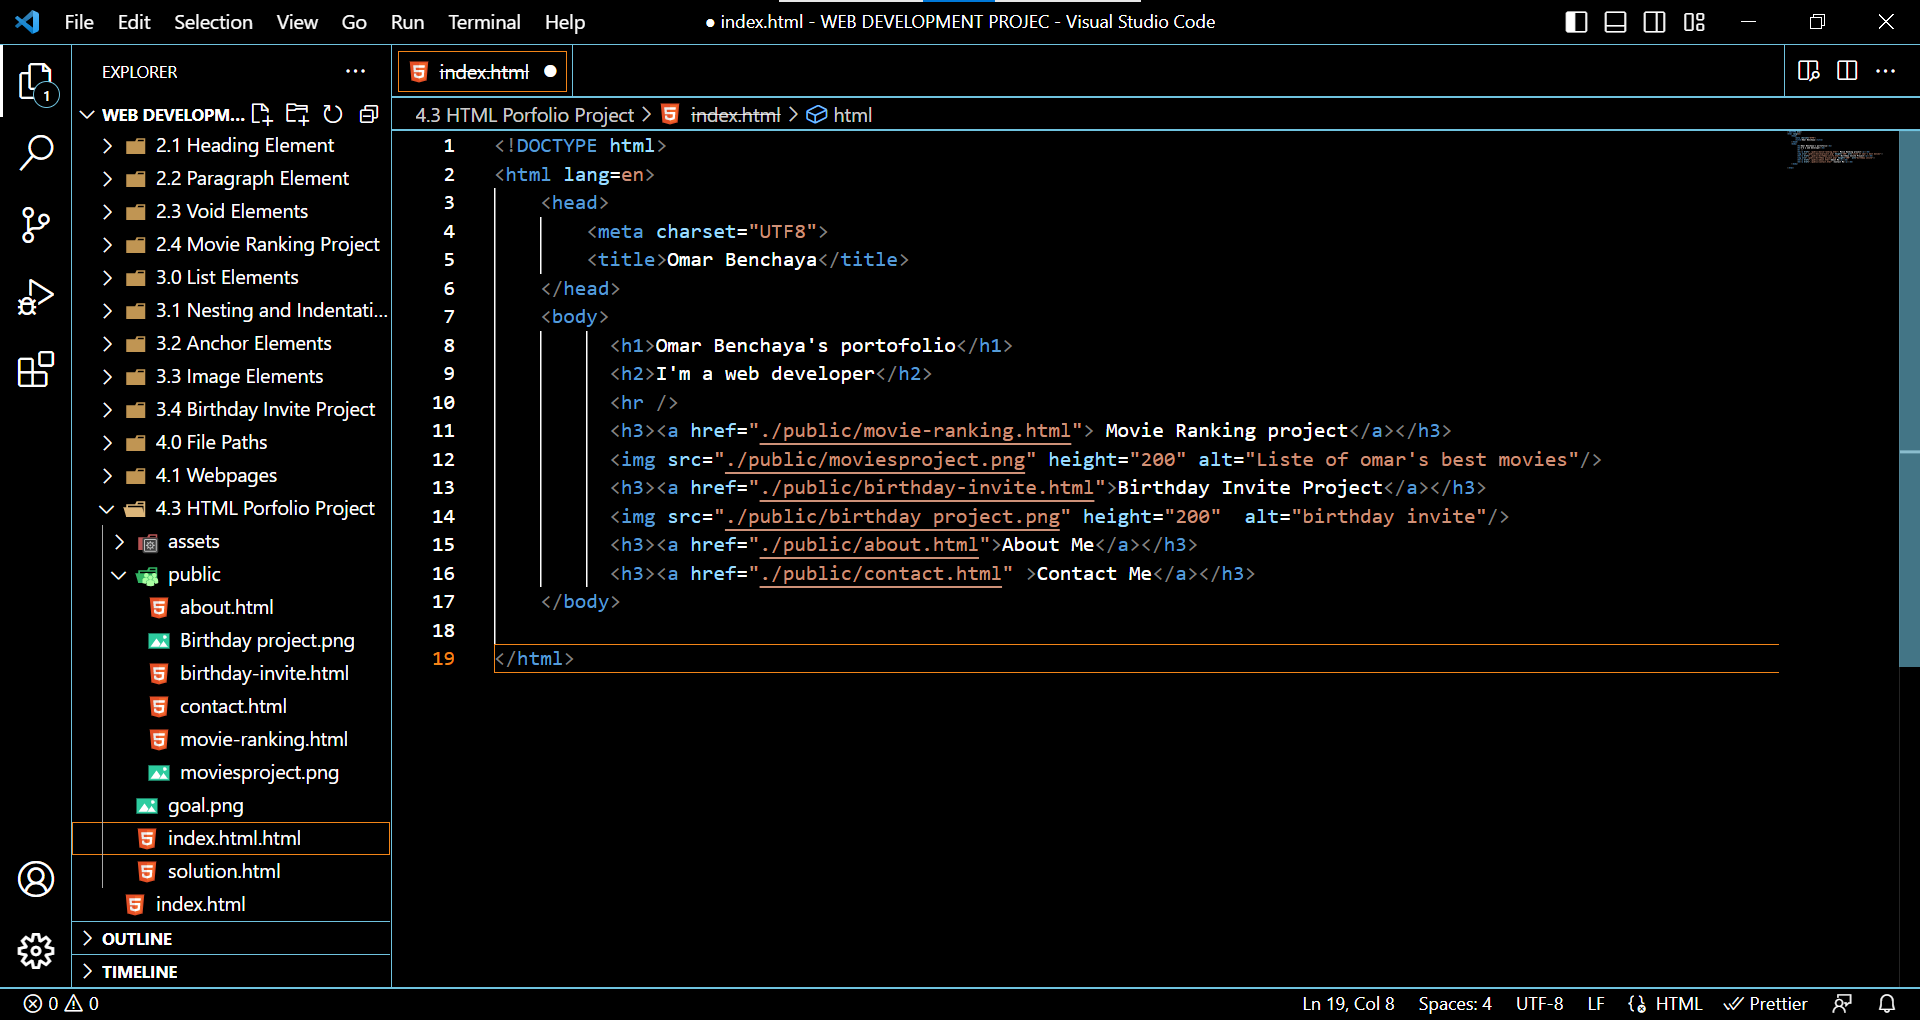 File Edit Selection View Go Run Terminal Help
● index.html - WEB DEVELOPMENT PROJEC - Visual Studio Code
1
EXPLORER
WEB DEVELOPM...
2.1 Heading Element
2.2 Paragraph Element
2.3 Void Elements
2.4 Movie Ranking Project
3.0 List Elements
3.1 Nesting and Indentati...
3.2 Anchor Elements
3.3 Image Elements
3.4 Birthday Invite Project
4.0 File Paths
4.1 Webpages
4.3 HTML Porfolio Project
assets
public
about.html
Birthday project.png
birthday-invite.html
contact.html
movie-ranking.html
moviesproject.png
goal.png
index.html.html
solution.html
index.html
OUTLINE
TIMELINE
index.html
4.3 HTML Porfolio Project > index.html > html
1 <!DOCTYPE html>
2 <html lang=en>
3 <head>
4 <meta charset="UTF8">
5 <title>Omar Benchaya</title>
6 </head>
7 <body>
8 <h1>Omar Benchaya's portofolio</h1>
9 <h2>I'm a web developer</h2>
10 <hr />
11 <h3><a href="./public/movie-ranking.html"> Movie Ranking project</a></h3>
12 <img src="./public/moviesproject.png" height="200" alt="Liste of omar's best movies"/>
13 <h3><a href="./public/birthday-invite.html">Birthday Invite Project</a></h3>
14 <img src="./public/birthday project.png" height="200"  alt="birthday invite"/>
15 <h3><a href="./public/about.html">About Me</a></h3>
16 <h3><a href="./public/contact.html" >Contact Me</a></h3>
17 </body>
18
19 </html>
0 0
Ln 19, Col 8 Spaces: 4 UTF-8 LF HTML Prettier